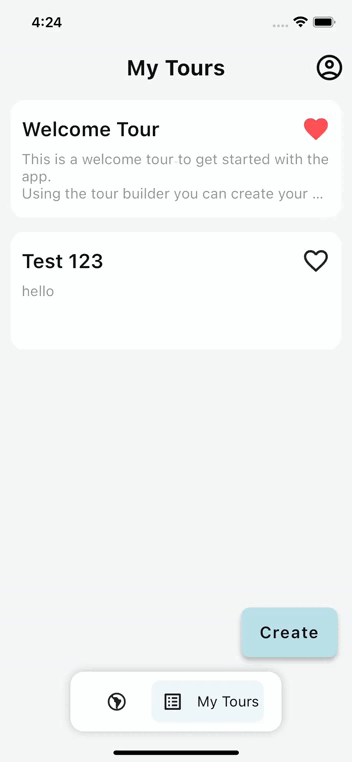 4:24
My Tours
Welcome Tour
This is a welcome tour to get started with the
app.
Using the tour builder you can create your ...
Test 123
hello
Create
My Tours